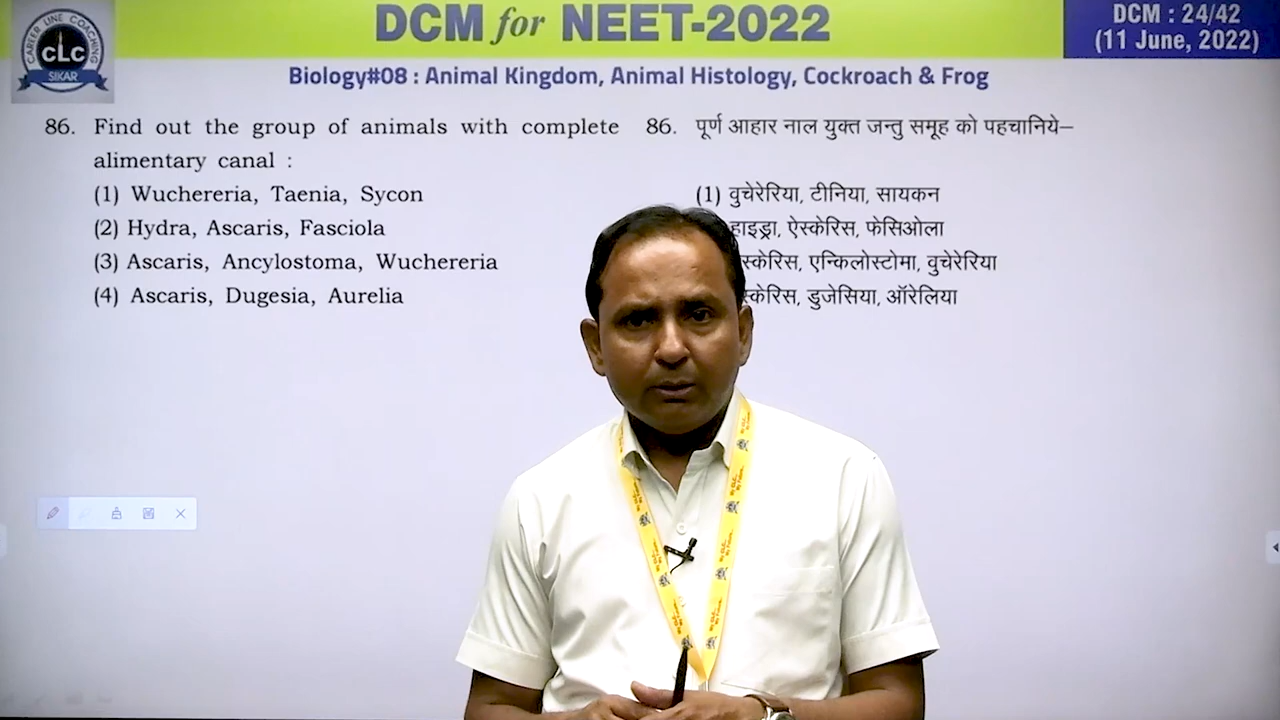 CAREER LINE COACHING
CLC
SIKAR
DCM for NEET-2022
DCM : 24/42
(11 June, 2022)
Biology#08 : Animal Kingdom, Animal Histology, Cockroach & Frog
86. Find out the group of animals with complete
alimentary canal :
(1) Wuchereria, Taenia, Sycon
(2) Hydra, Ascaris, Fasciola
(3) Ascaris, Ancylostoma, Wuchereria
(4) Ascaris, Dugesia, Aurelia
86. पूर्ण आहार नाल युक्त जन्तु समूह को पहचानिये–
(1) वुचेरेरिया, टीनिया, सायकन
हाइड्रा, ऐस्केरिस, फेसिओला
स्केरिस, एन्किलोस्टोमा, वुचेरेरिया
स्केरिस, डुजेसिया, ऑरेलिया